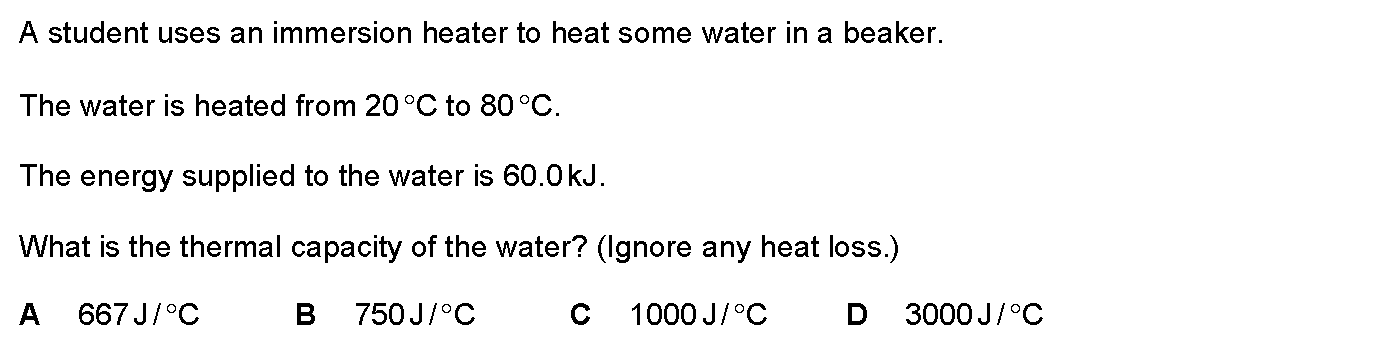 A student uses an immersion heater to heat some water in a beaker.
The water is heated from 20 °C to 80 °C.
The energy supplied to the water is 60.0 kJ.
What is the thermal capacity of the water? (Ignore any heat loss.)
A 667 J / °C B 750 J / °C C 1000 J / °C D 3000 J / °C